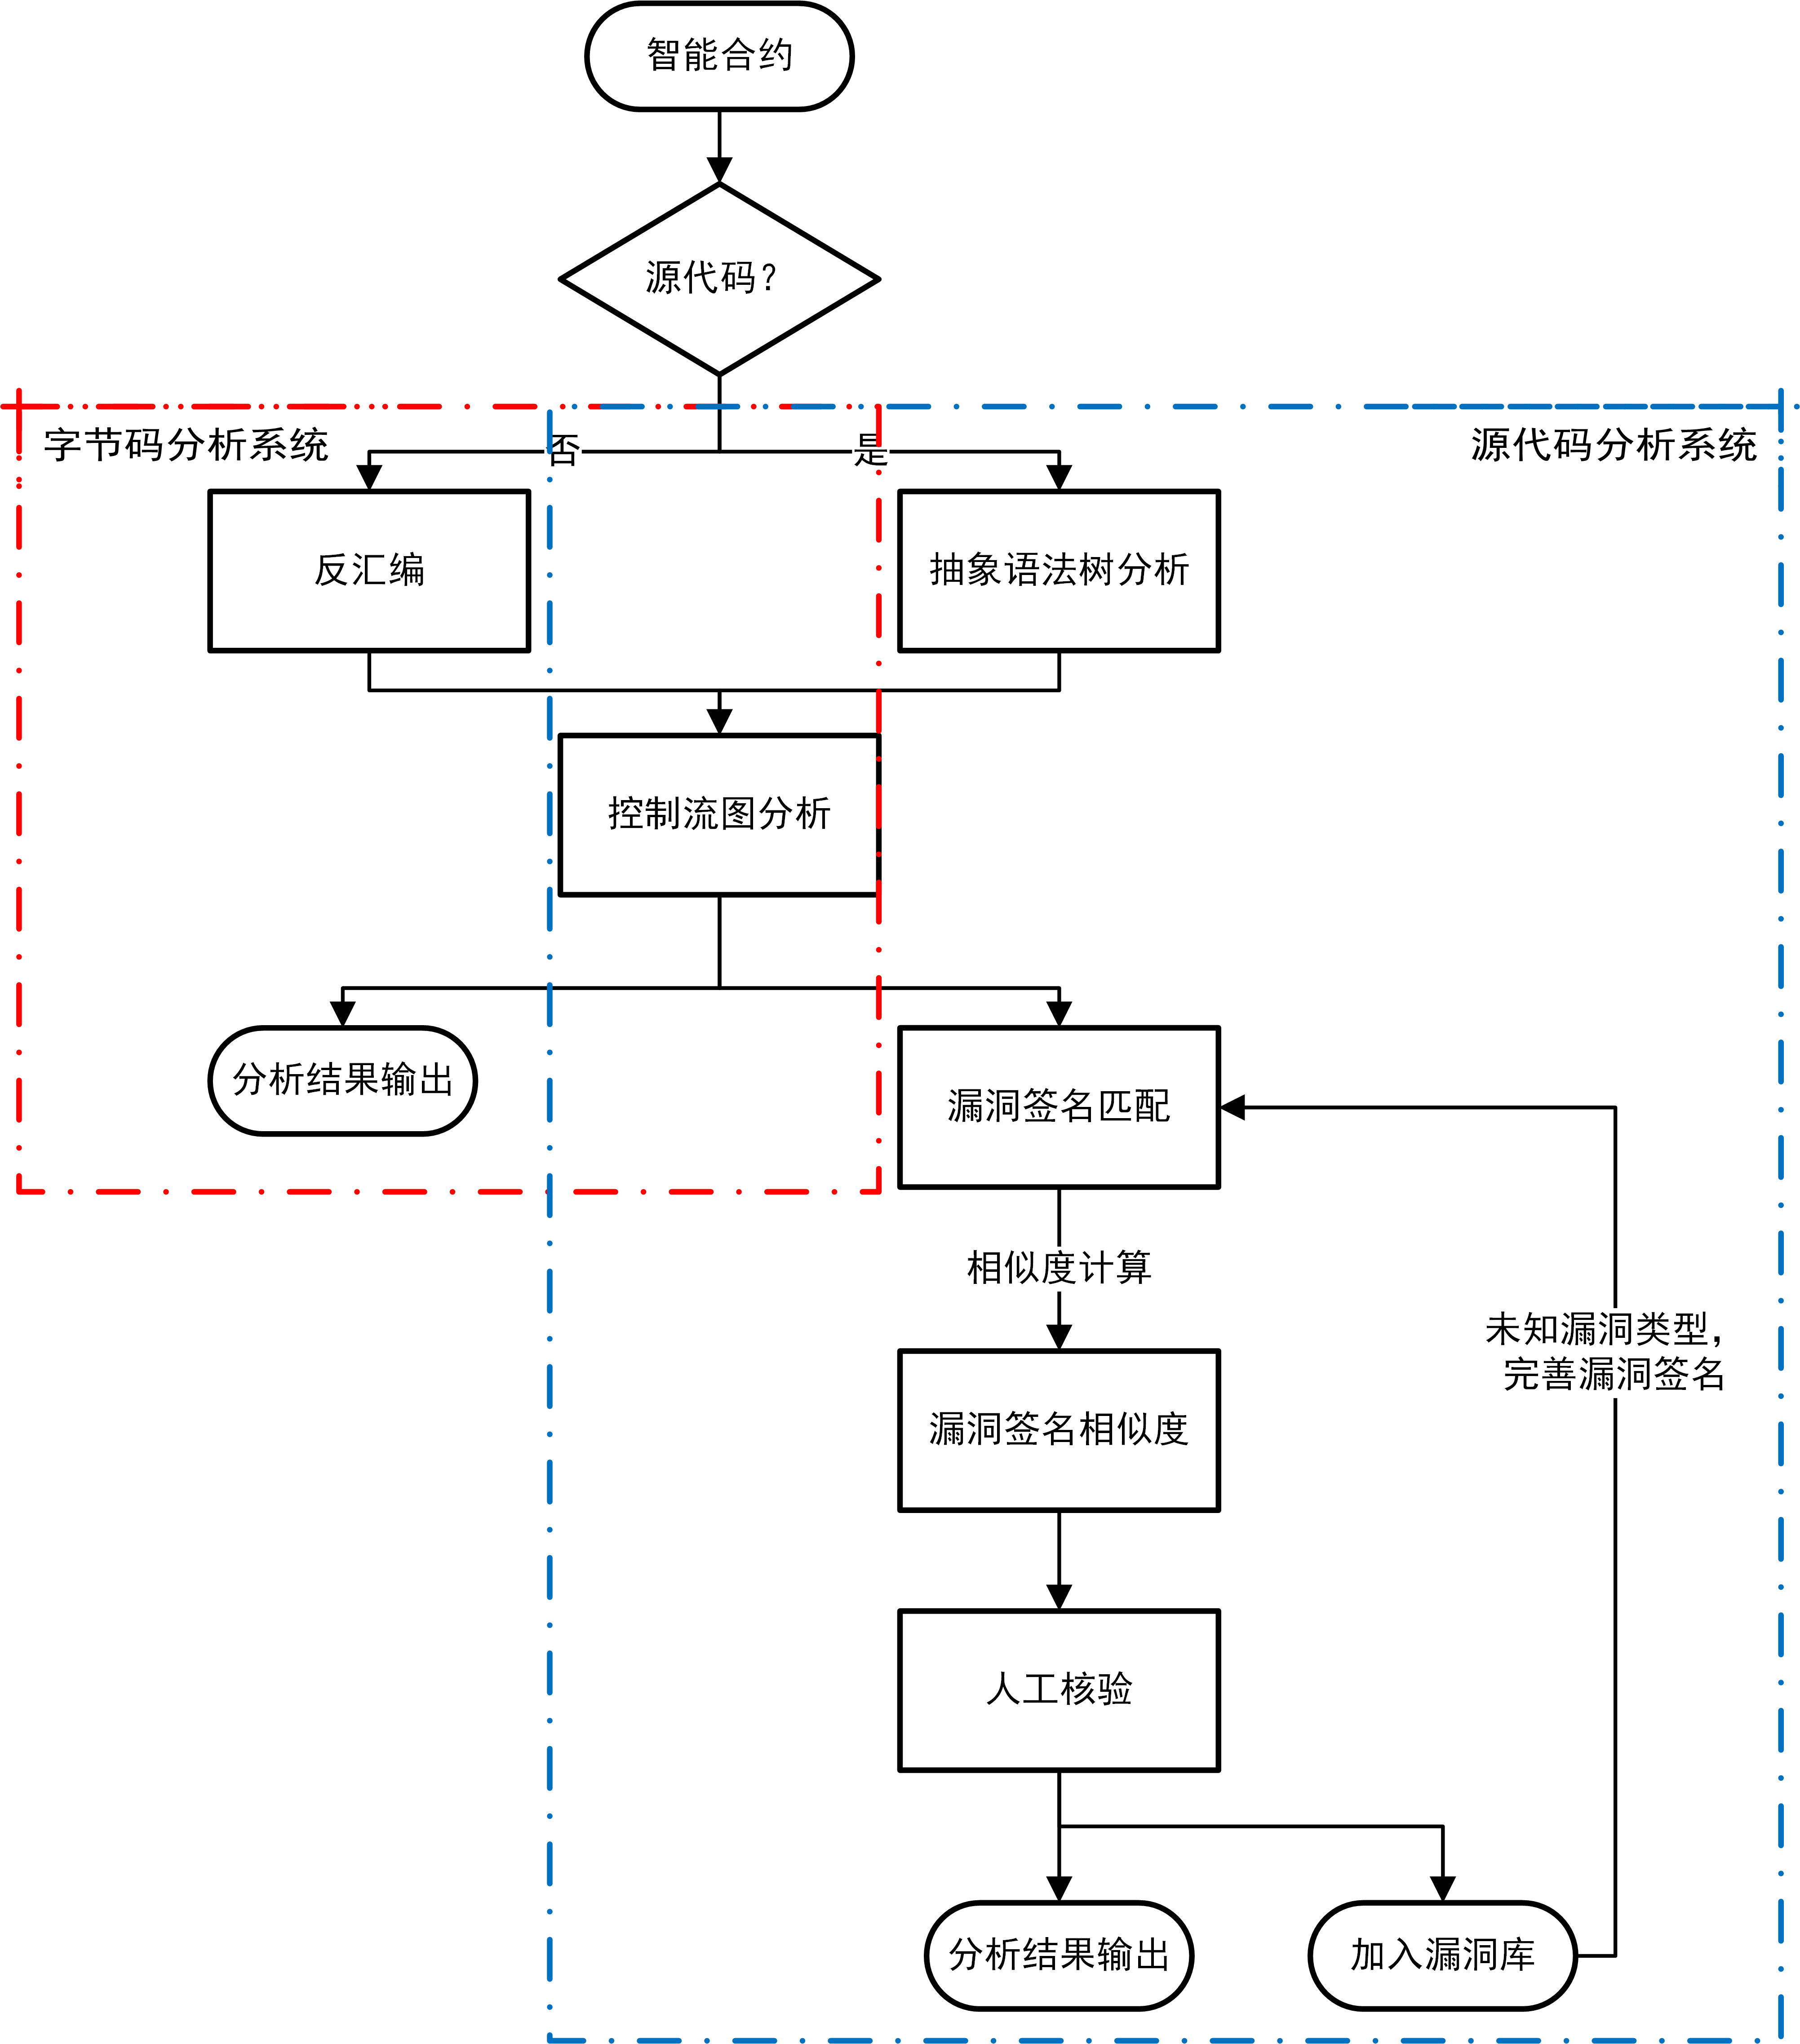 智能合约
源代码?
字节码分析系统
源代码分析系统
否
是
反汇编
抽象语法树分析
控制流图分析
分析结果输出
漏洞签名匹配
相似度计算
未知漏洞类型，
完善漏洞签名
漏洞签名相似度
人工核验
分析结果输出
加入漏洞库